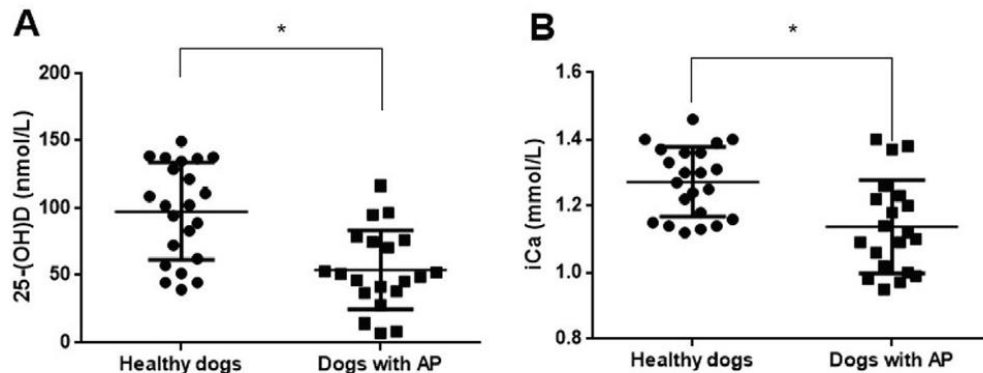 A
*
25-(OH)D (nmol/L)
200
150
100
50
0
Healthy dogs
Dogs with AP
B
*
iCa (mmol/L)
1.6
1.4
1.2
1.0
0.8
Healthy dogs
Dogs with AP